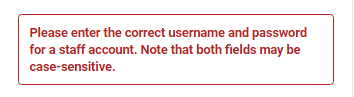 Please enter the correct username and password
for a staff account. Note that both fields may be
case-sensitive.